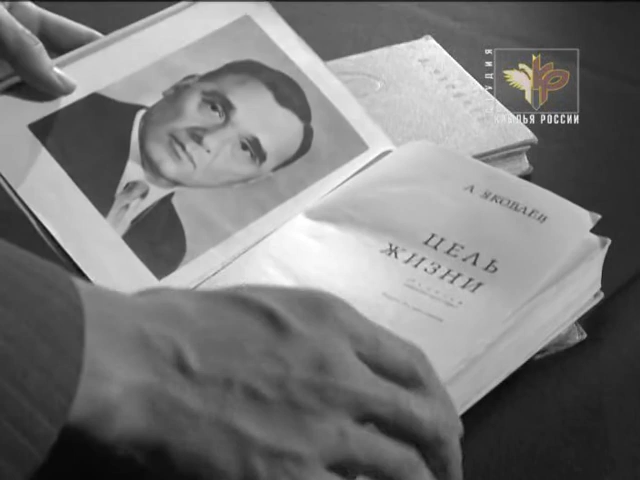 СТУДИЯ
КРЫЛЬЯ РОССИИ
А. ЯКОВЛЕВ
ЦЕЛЬ
ЖИЗНИ